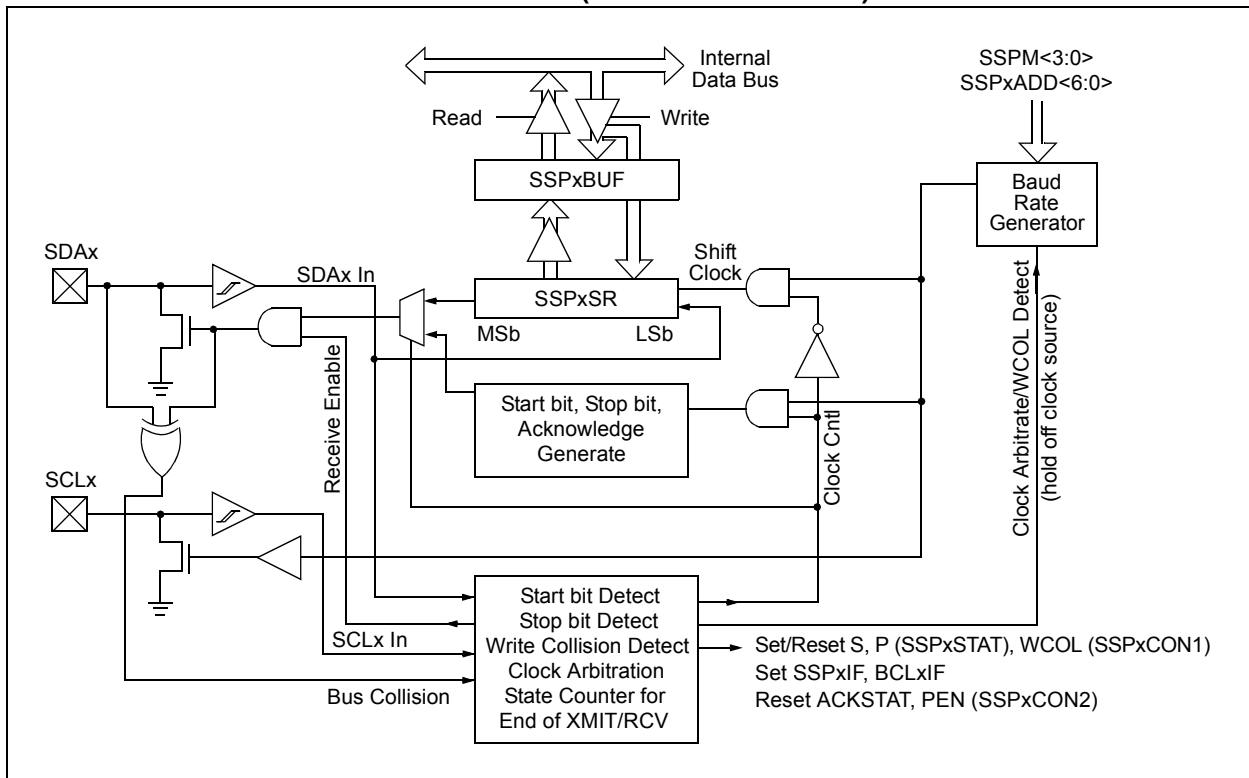 Internal
Data Bus
SSPM<3:0>
SSPxADD<6:0>
Read
Write
SSPxBUF
Baud
Rate
Generator
SDAx
SDAx In
Shift
Clock
SSPxSR
MSb
LSb
Receive Enable
Start bit, Stop bit,
Acknowledge
Generate
Clock Cntl
Clock Arbitrate/WCOL Detect
(hold off clock source)
SCLx
SCLx In
Bus Collision
Start bit Detect
Stop bit Detect
Write Collision Detect
Clock Arbitration
State Counter for
End of XMIT/RCV
Set/Reset S, P (SSPxSTAT), WCOL (SSPxCON1)
Set SSPxIF, BCLxIF
Reset ACKSTAT, PEN (SSPxCON2)